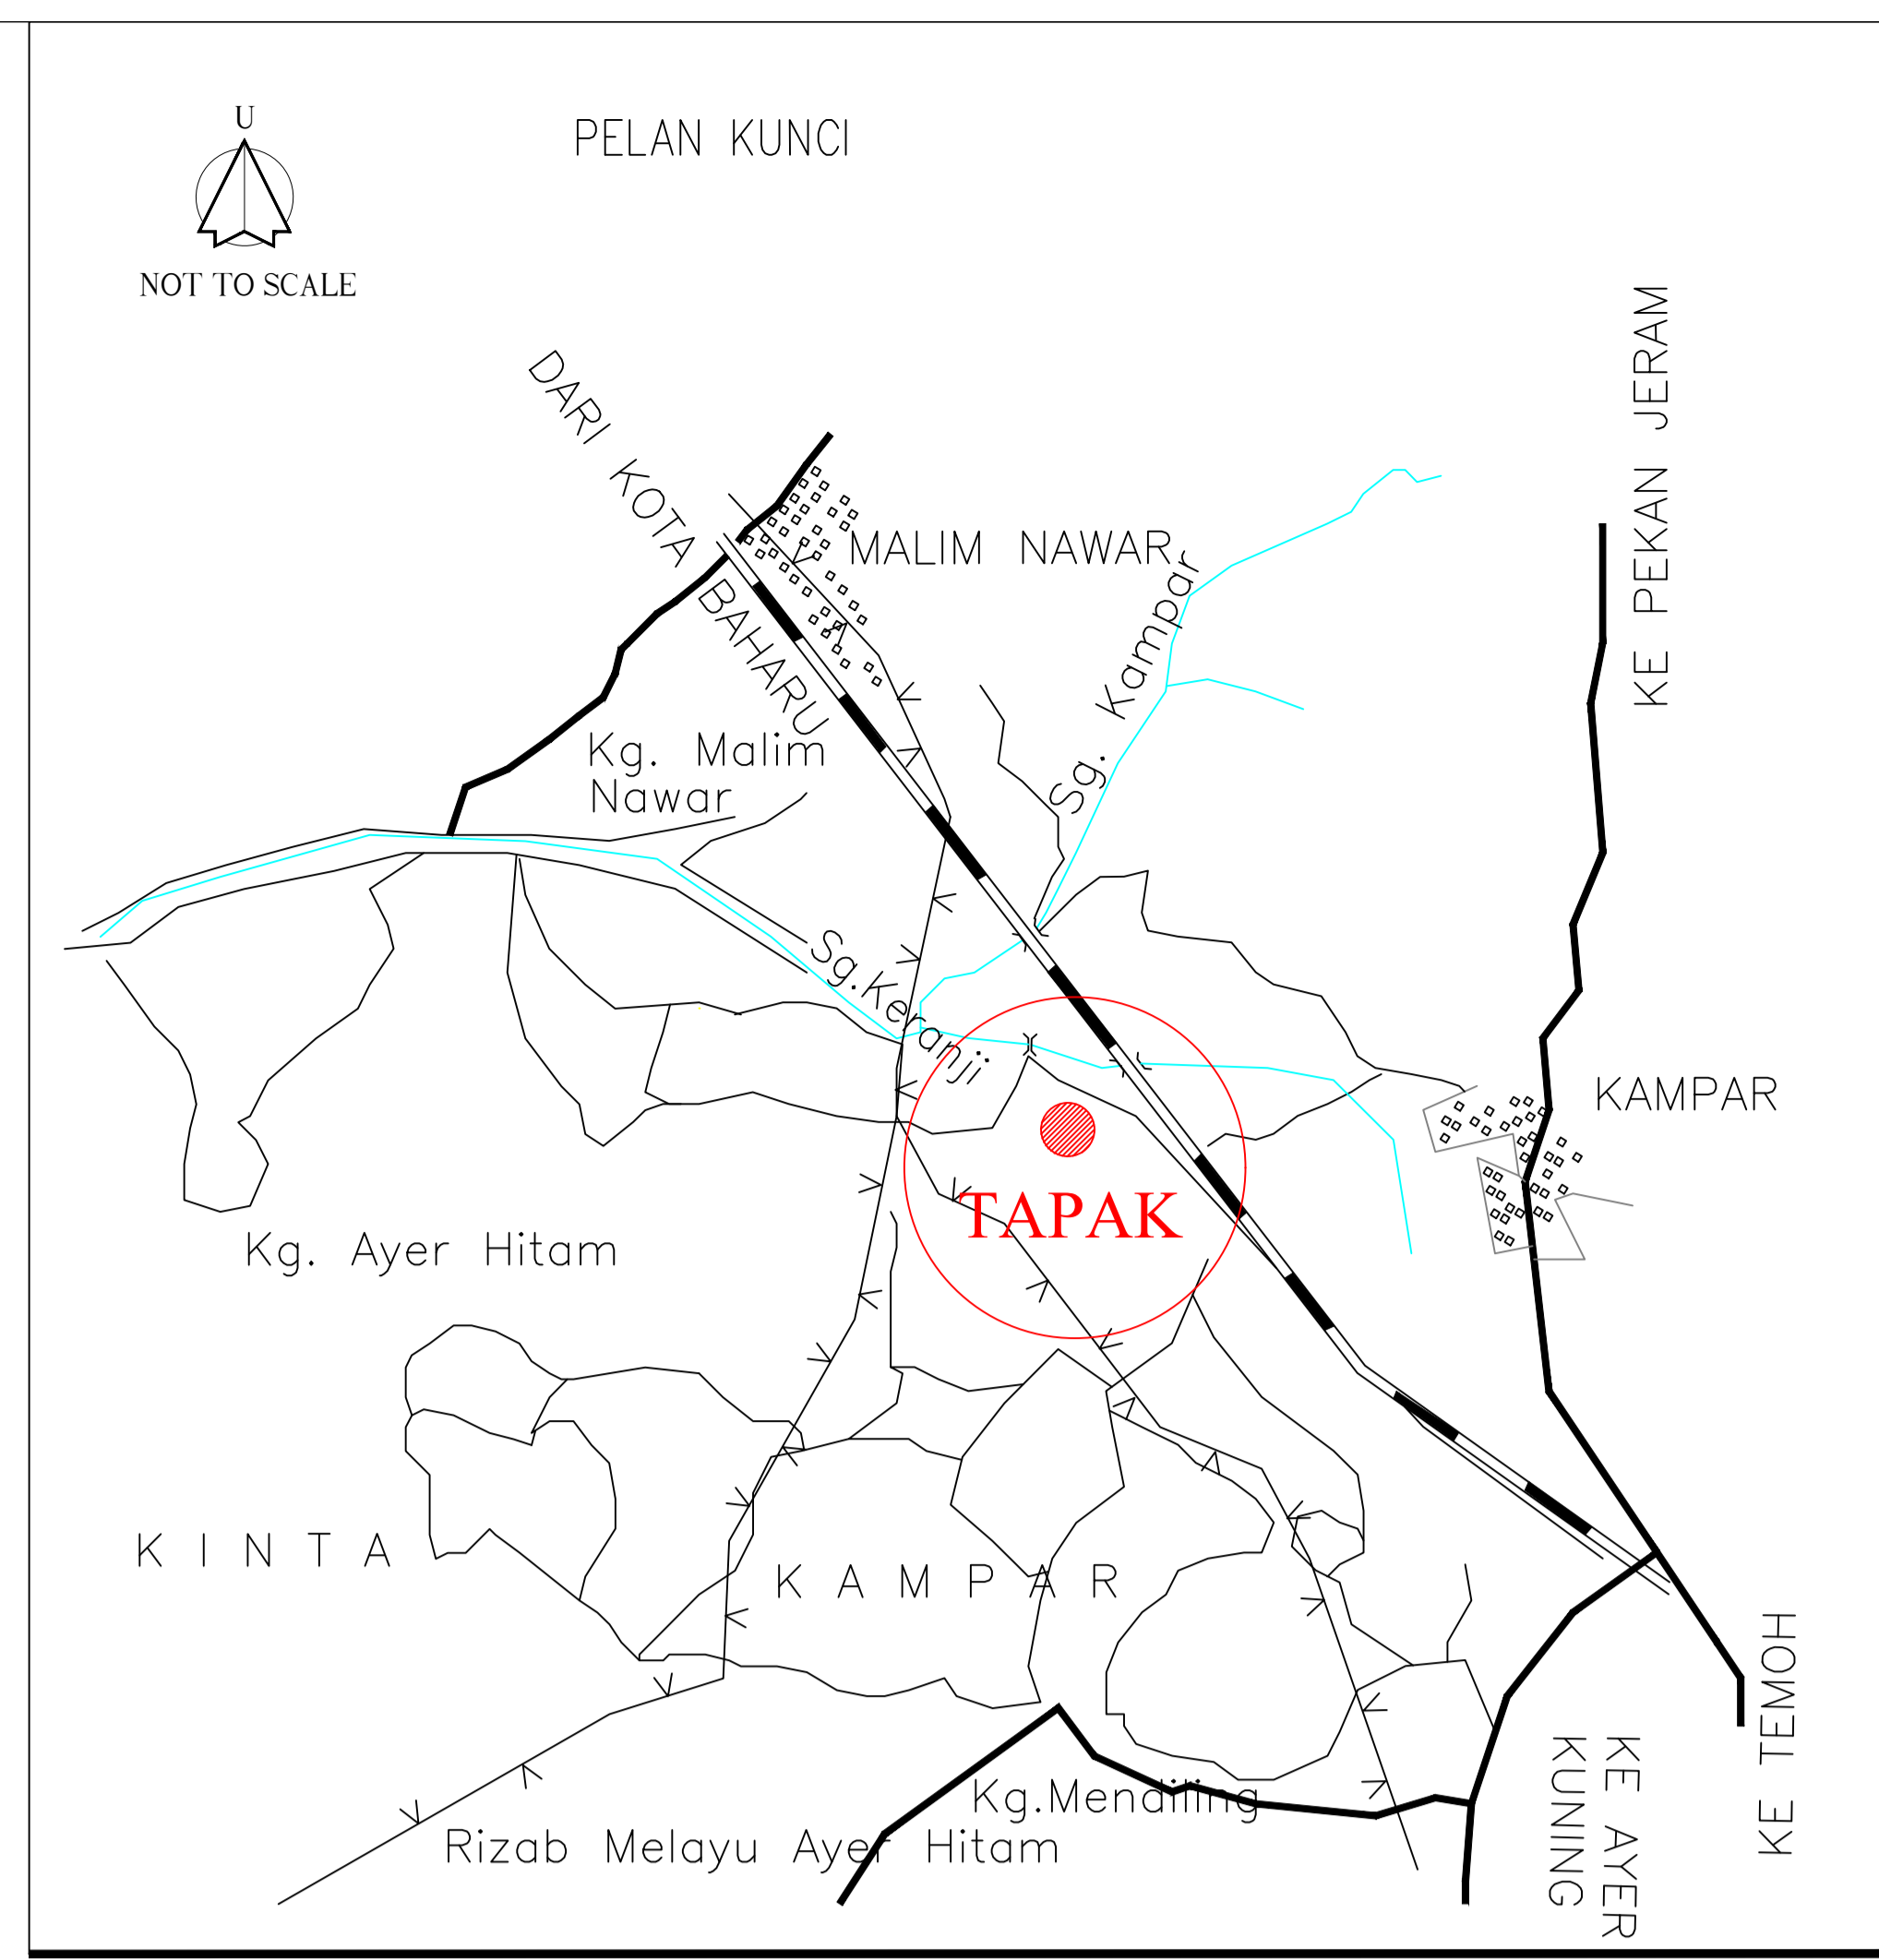 U
PELAN KUNCI
NOT TO SCALE
DARI KOTA BAHARU
KE PEKAN JERAM
MALIM NAWAR
Sg. Kampar
Kg. Malim
Nawar
Sg.Keranji
KAMPAR
TAPAK
Kg. Ayer Hitam
KINTA
KAMPAR
KE TEMOH
KE AYER
KUNING
Kg.Mendiling
Rizab Melayu Ayer Hitam